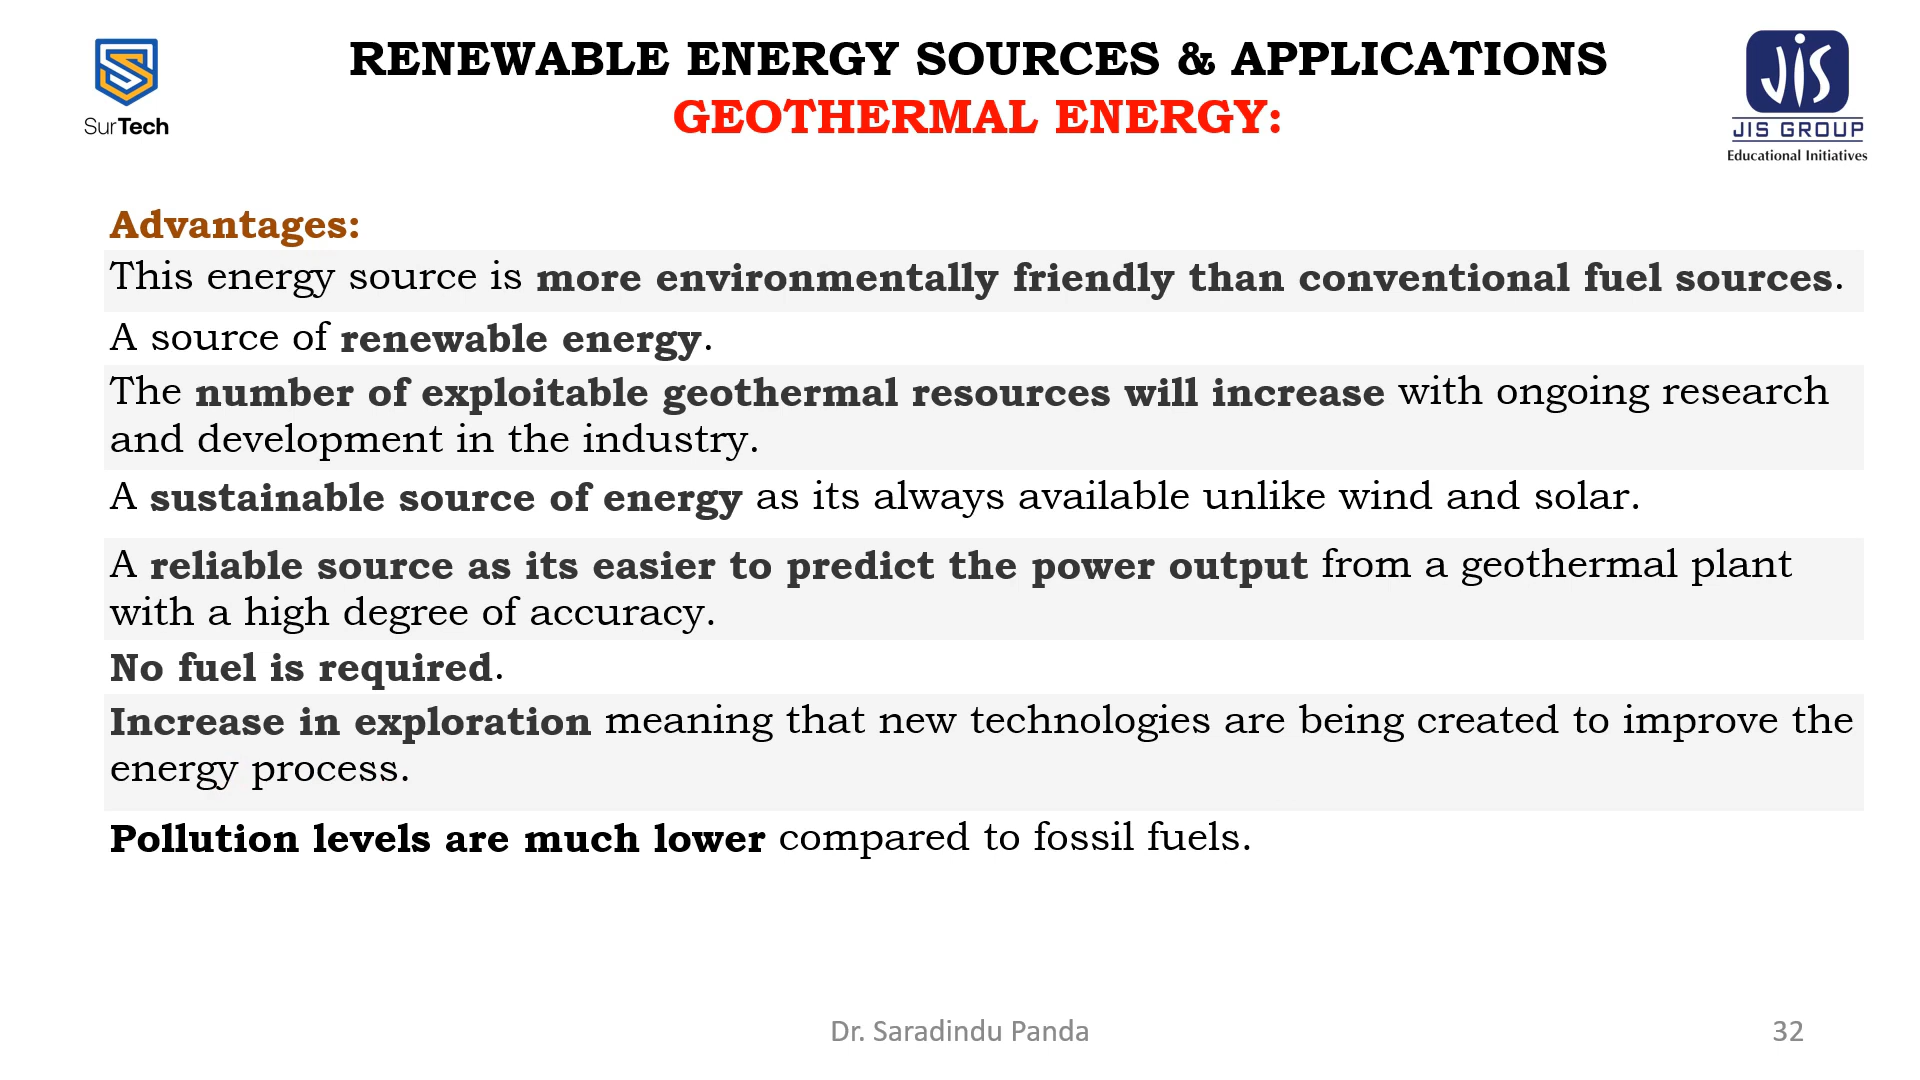 SurTech
RENEWABLE ENERGY SOURCES & APPLICATIONS
GEOTHERMAL ENERGY:
JIS
JIS GROUP
Educational Initiatives
Advantages:
This energy source is more environmentally friendly than conventional fuel sources.
A source of renewable energy.
The number of exploitable geothermal resources will increase with ongoing research
and development in the industry.
A sustainable source of energy as its always available unlike wind and solar.
A reliable source as its easier to predict the power output from a geothermal plant
with a high degree of accuracy.
No fuel is required.
Increase in exploration meaning that new technologies are being created to improve the
energy process.
Pollution levels are much lower compared to fossil fuels.
Dr. Saradindu Panda
32